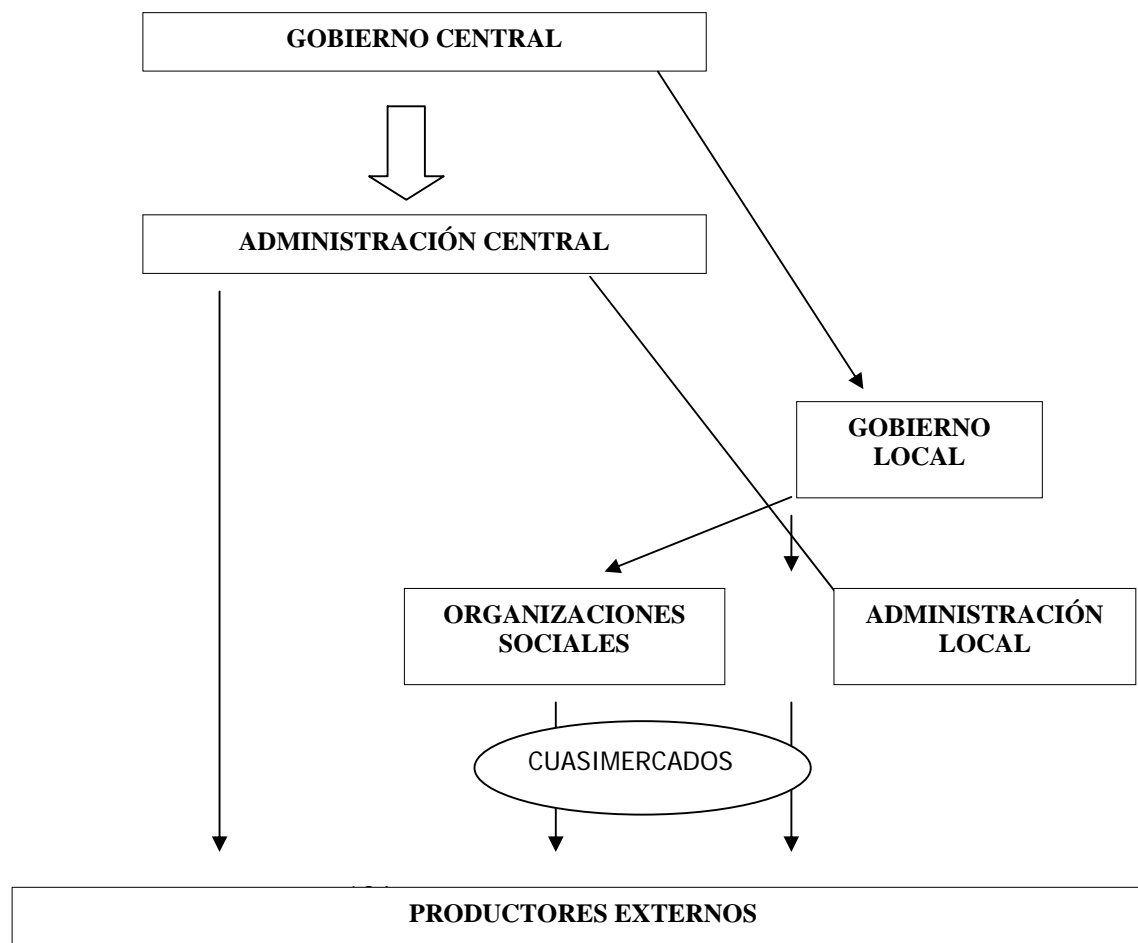 GOBIERNO CENTRAL
ADMINISTRACIÓN CENTRAL
GOBIERNO
LOCAL
ORGANIZACIONES
SOCIALES
ADMINISTRACIÓN
LOCAL
CUASIMERCADOS
PRODUCTORES EXTERNOS